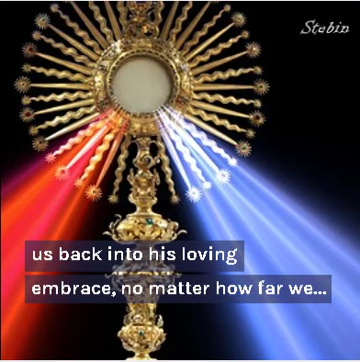 Stebin
us back into his loving
embrace, no matter how far we...